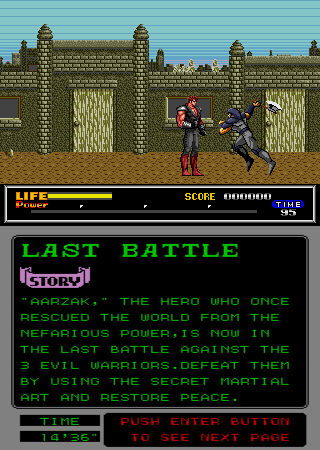 LIFE
SCORE 000000
Power
TIME
95
LAST BATTLE
STORY
"AARZAK," THE HERO WHO ONCE
RESCUED THE WORLD FROM THE
NEFARIOUS POWER,IS NOW IN
THE LAST BATTLE AGAINST THE
3 EVIL WARRIORS.DEFEAT THEM
BY USING THE SECRET MARTIAL
ART AND RESTORE PEACE.
TIME
14'36"
PUSH ENTER BUTTON
TO SEE NEXT PAGE